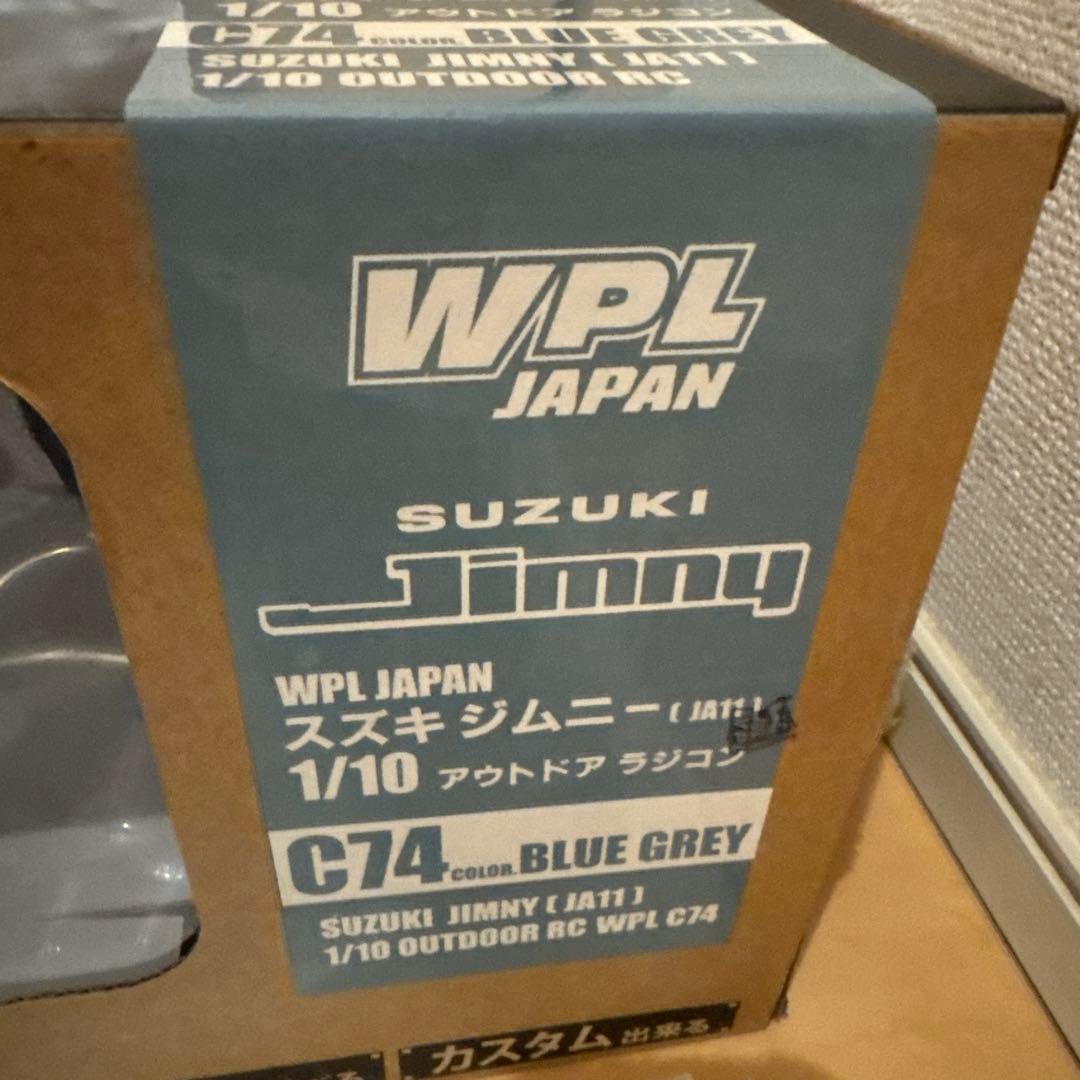 1/10 アウトドア ラジコン
C74 COLOR. BLUE GREY
SUZUKI JIMNY ( JA11 )
1/10 OUTDOOR RC
WPL
JAPAN
SUZUKI
Jimny
WPL JAPAN
スズキ ジムニー ( JA11 )
1/10 アウトドア ラジコン
C74 COLOR. BLUE GREY
SUZUKI JIMNY ( JA11 )
1/10 OUTDOOR RC WPL C74
カスタム 出来る